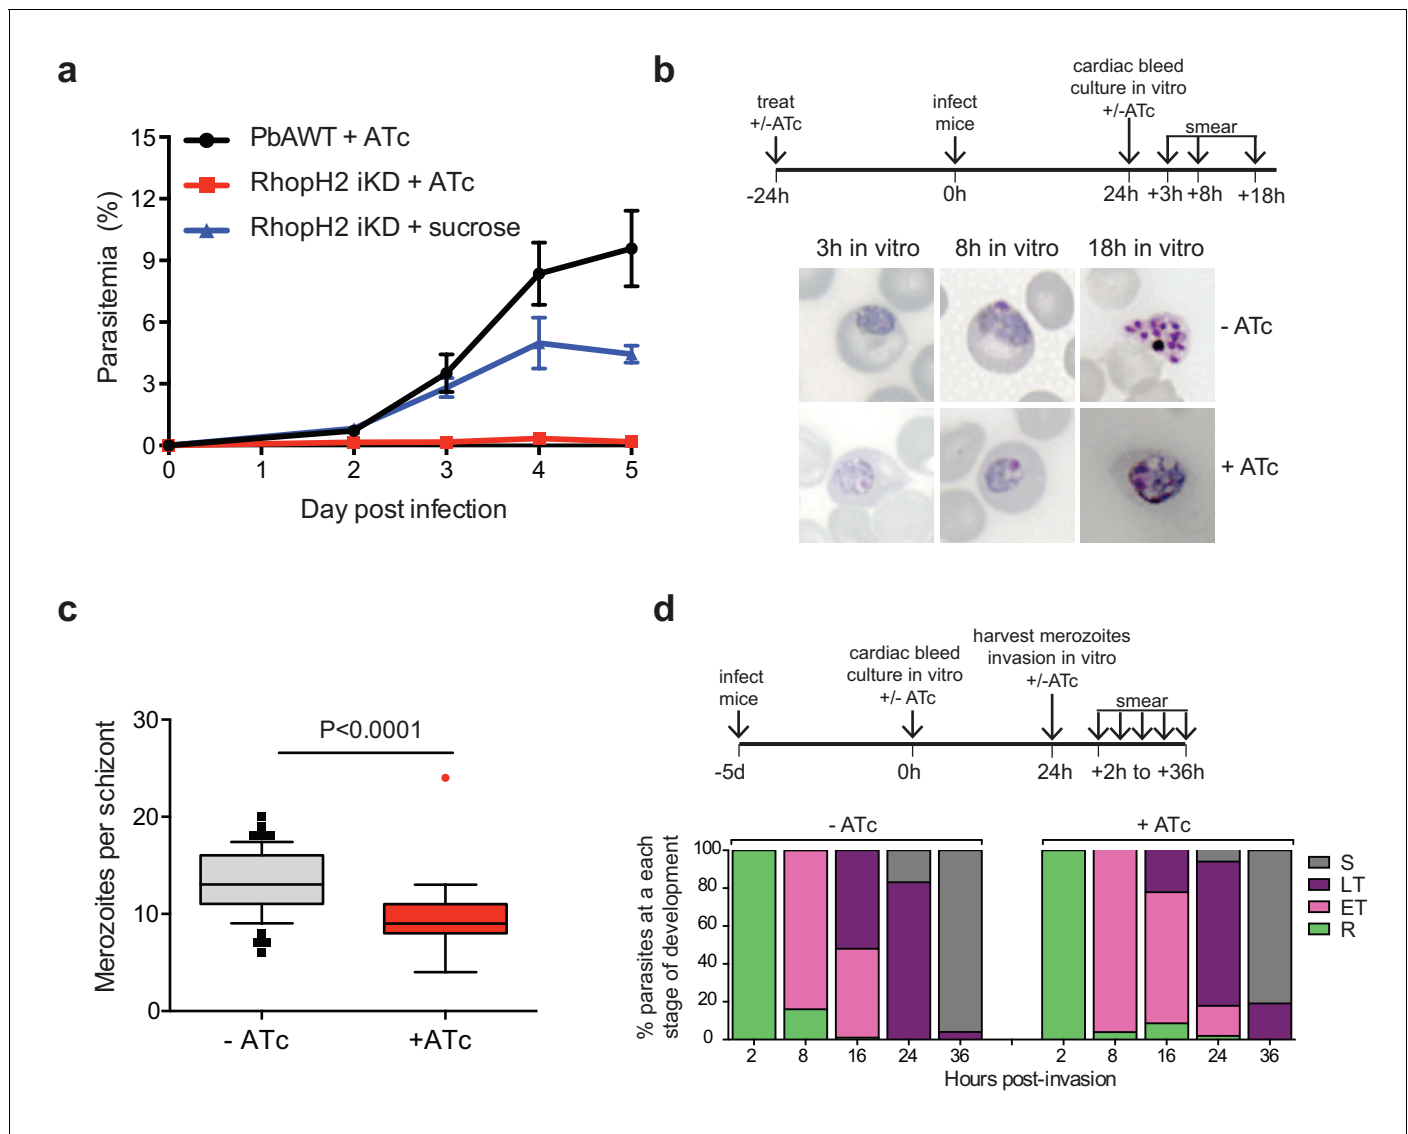 a
15
12
9
6
3
0
Parasitemia (%)
PbAWT + ATc
RhopH2 iKD + ATc
RhopH2 iKD + sucrose
0 1 2 3 4 5
Day post infection
b
treat
+/-ATc
infect
mice
cardiac bleed
culture in vitro
+/-ATc
smear
-24h 0h 24h +3h +8h +18h
3h in vitro 8h in vitro 18h in vitro
- ATc
+ ATc
c
Merozoites per schizont
30
20
10
0
P<0.0001
- ATc +ATc
d
infect
mice
cardiac bleed
culture in vitro
+/- ATc
harvest merozoites
invasion in vitro
+/-ATc
smear
-5d 0h 24h +2h to +36h
- ATc + ATc
% parasites at a each
stage of development
100
80
60
40
20
0
2 8 16 24 36 2 8 16 24 36
Hours post-invasion
S
LT
ET
R